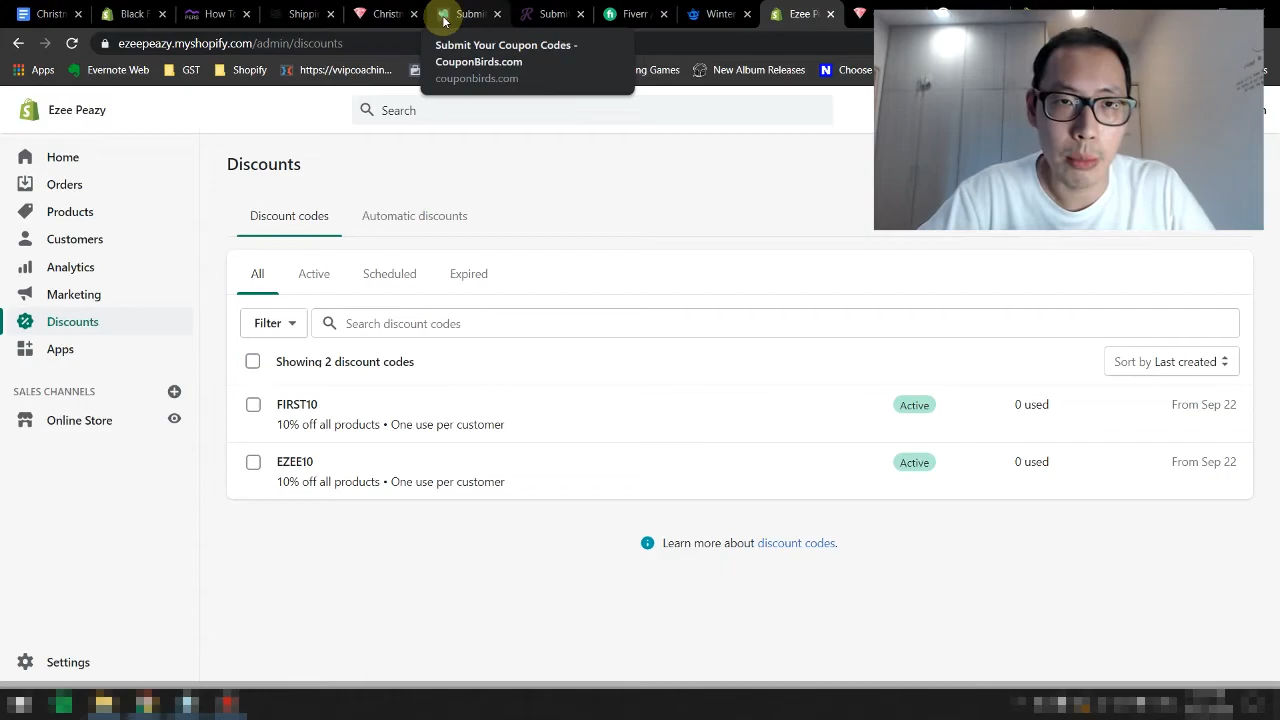 Christm
Black F
How To
Shippin
Christm
Submi
Submi
Fiverr
Winter
Ezee P
ezeepeazy.myshopify.com/admin/discounts
Submit Your Coupon Codes -
CouponBirds.com
couponbirds.com
Apps
Evernote Web
GST
Shopify
https://vvipcoachin
ng Games
New Album Releases
Choose
Ezee Peazy
Search
Home
Orders
Products
Customers
Analytics
Marketing
Discounts
Apps
SALES CHANNELS
Online Store
Settings
Discounts
Discount codes
Automatic discounts
All
Active
Scheduled
Expired
Filter
Search discount codes
Showing 2 discount codes
Sort by Last created
FIRST10
Active
0 used
From Sep 22
10% off all products • One use per customer
EZEE10
Active
0 used
From Sep 22
10% off all products • One use per customer
Learn more about discount codes.